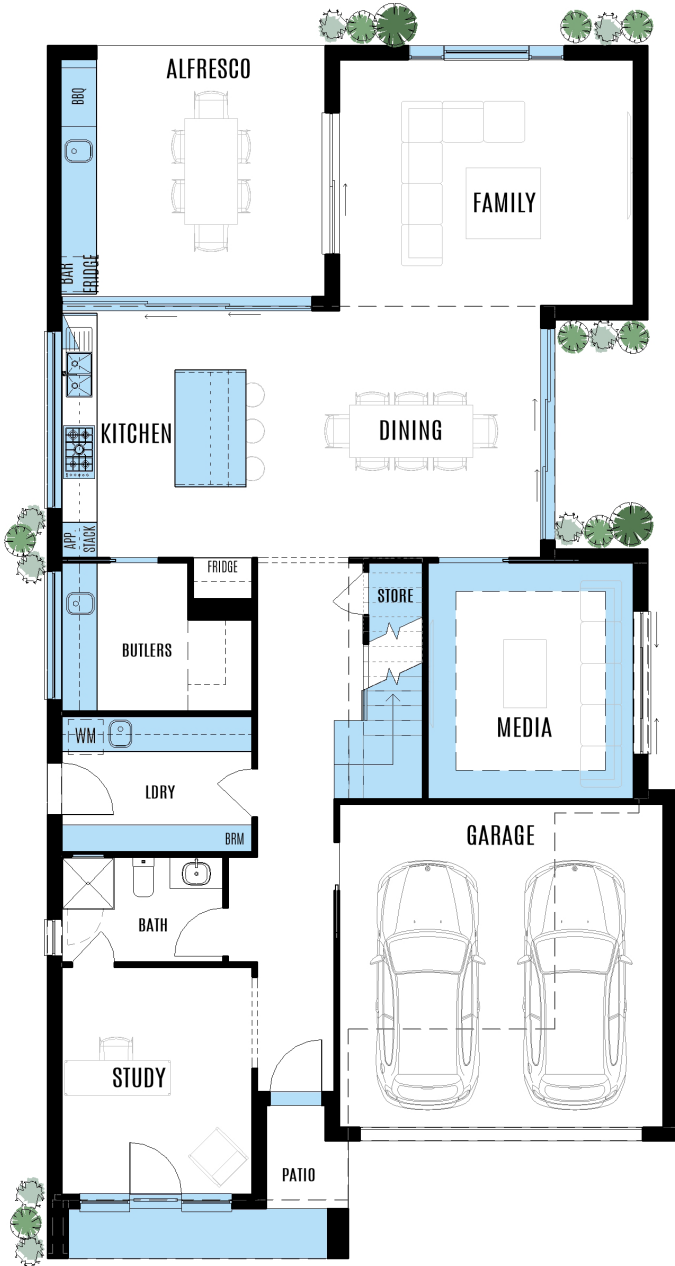 ALFRESCO
BBQ
FAMILY
BAR
FRIDGE
KITCHEN
DINING
APP
STACK
FRIDGE
STORE
BUTLERS
MEDIA
WM
LDRY
BRM
GARAGE
BATH
STUDY
PATIO